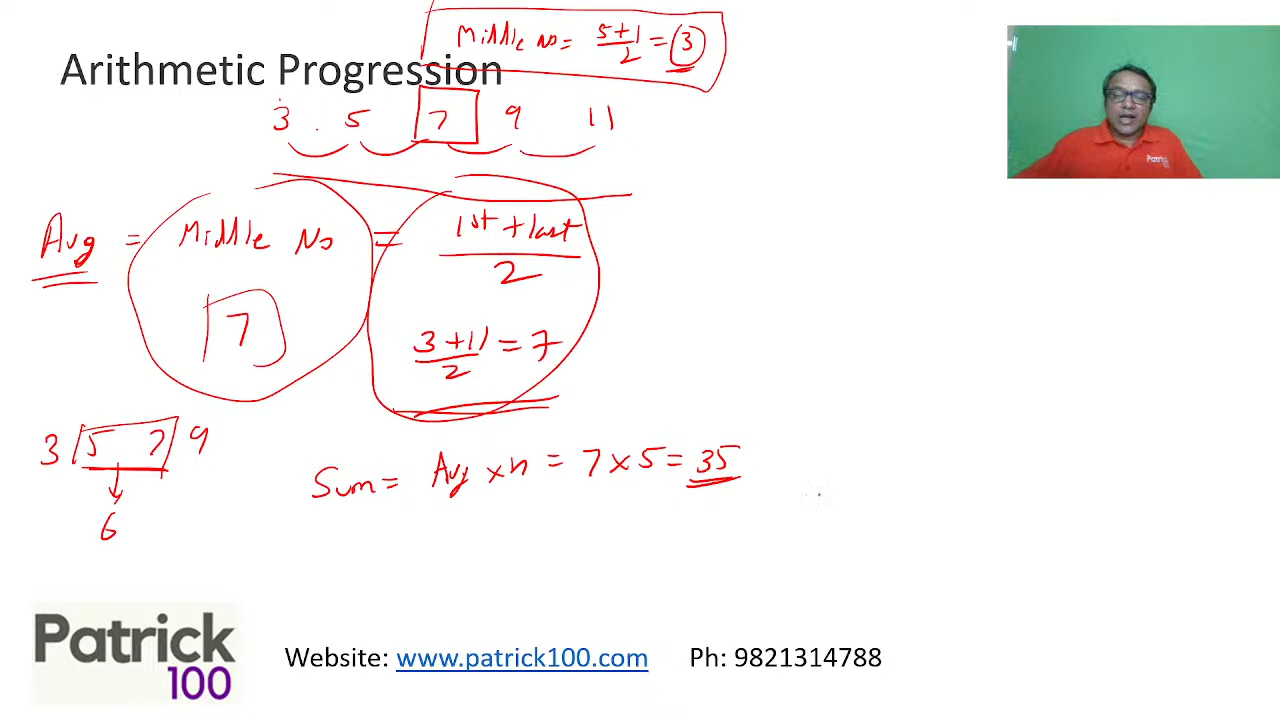 Middle No = 5+1/2 = 3
Arithmetic Progression
3 . 5 7 9 11
Avg = Middle No = 1st + last / 2
7
3 + 11 / 2 = 7
3 5 7 9
6
Sum = Avg × n = 7 × 5 = 35
Patrick
100
Website: www.patrick100.com Ph: 9821314788
Patrick
100